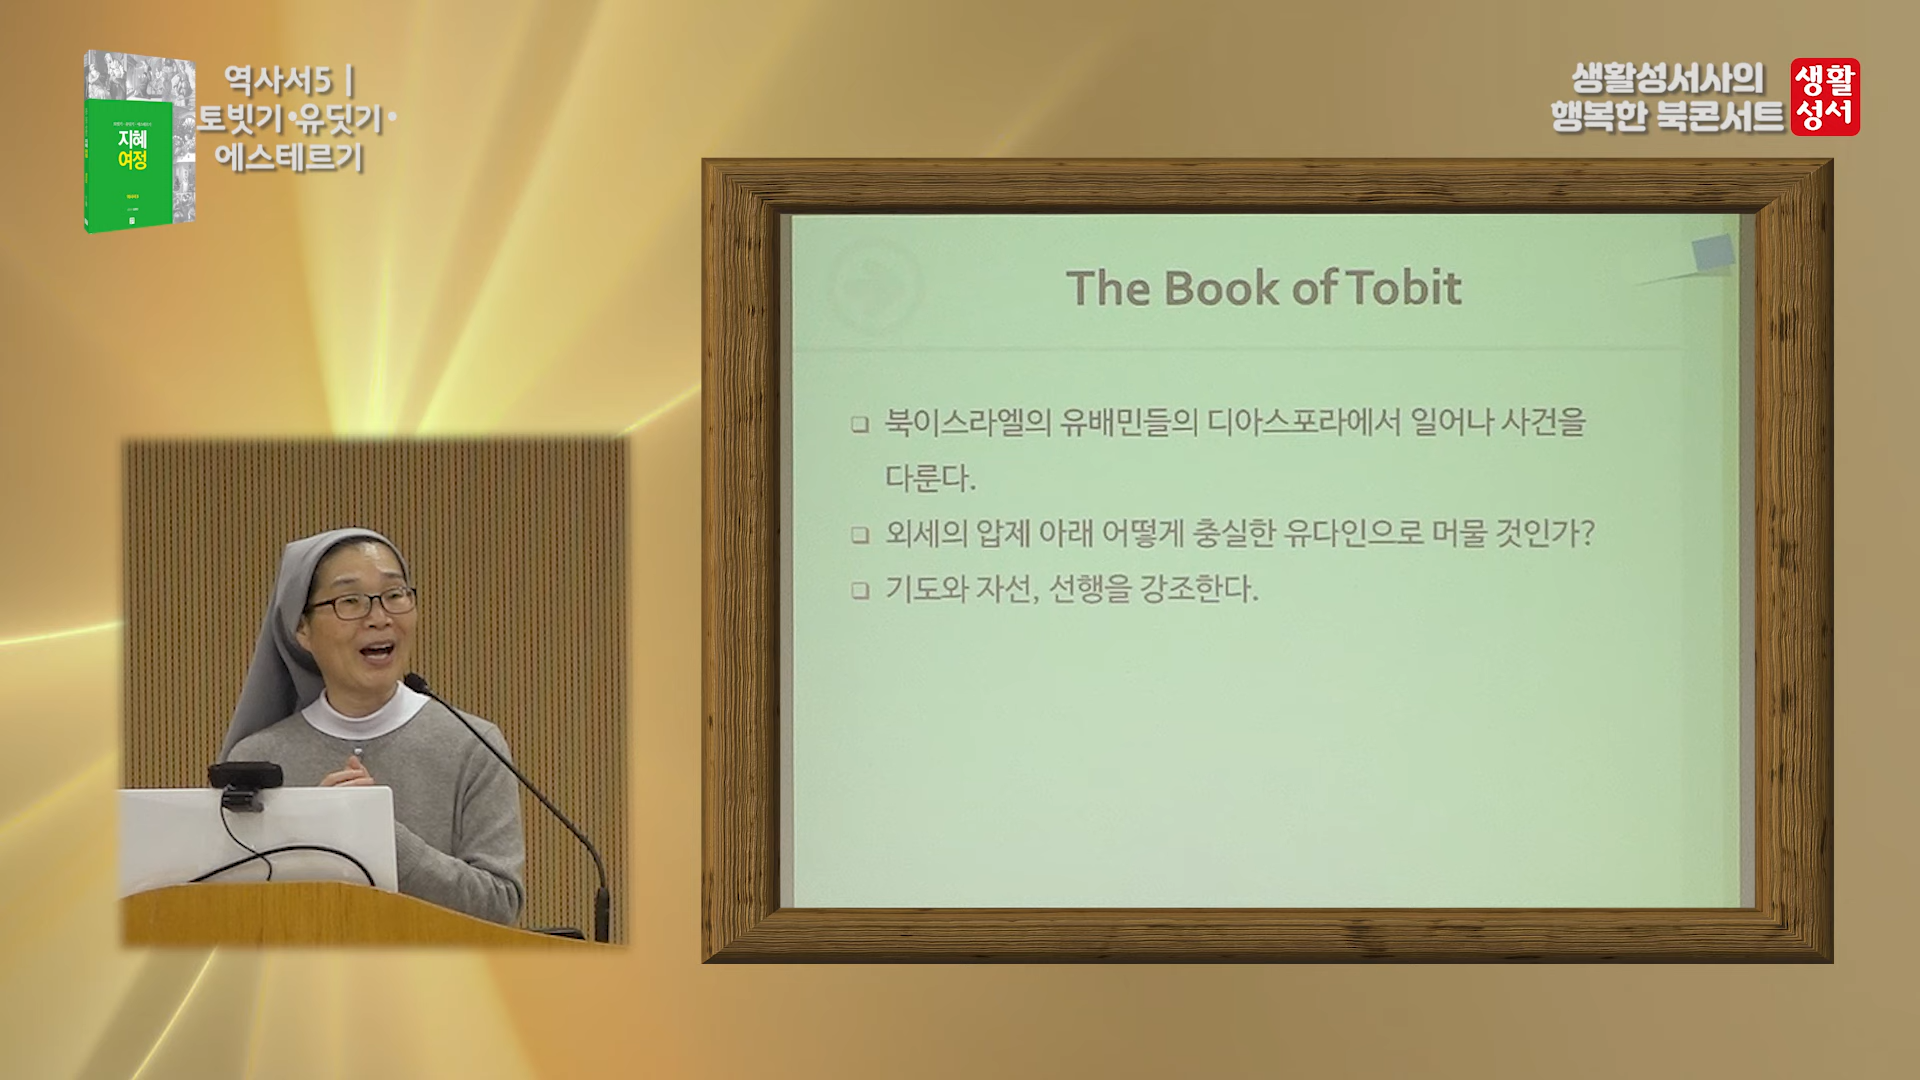 역사서5 |
토빗기·유딧기·
에스테르기
지혜
여정
생활성서사의
행복한 북콘서트
생활
성서
The Book of Tobit
❑ 북이스라엘의 유배민들의 디아스포라에서 일어나 사건을
다룬다.
❑ 외세의 압제 아래 어떻게 충실한 유다인으로 머물 것인가?
❑ 기도와 자선, 선행을 강조한다.